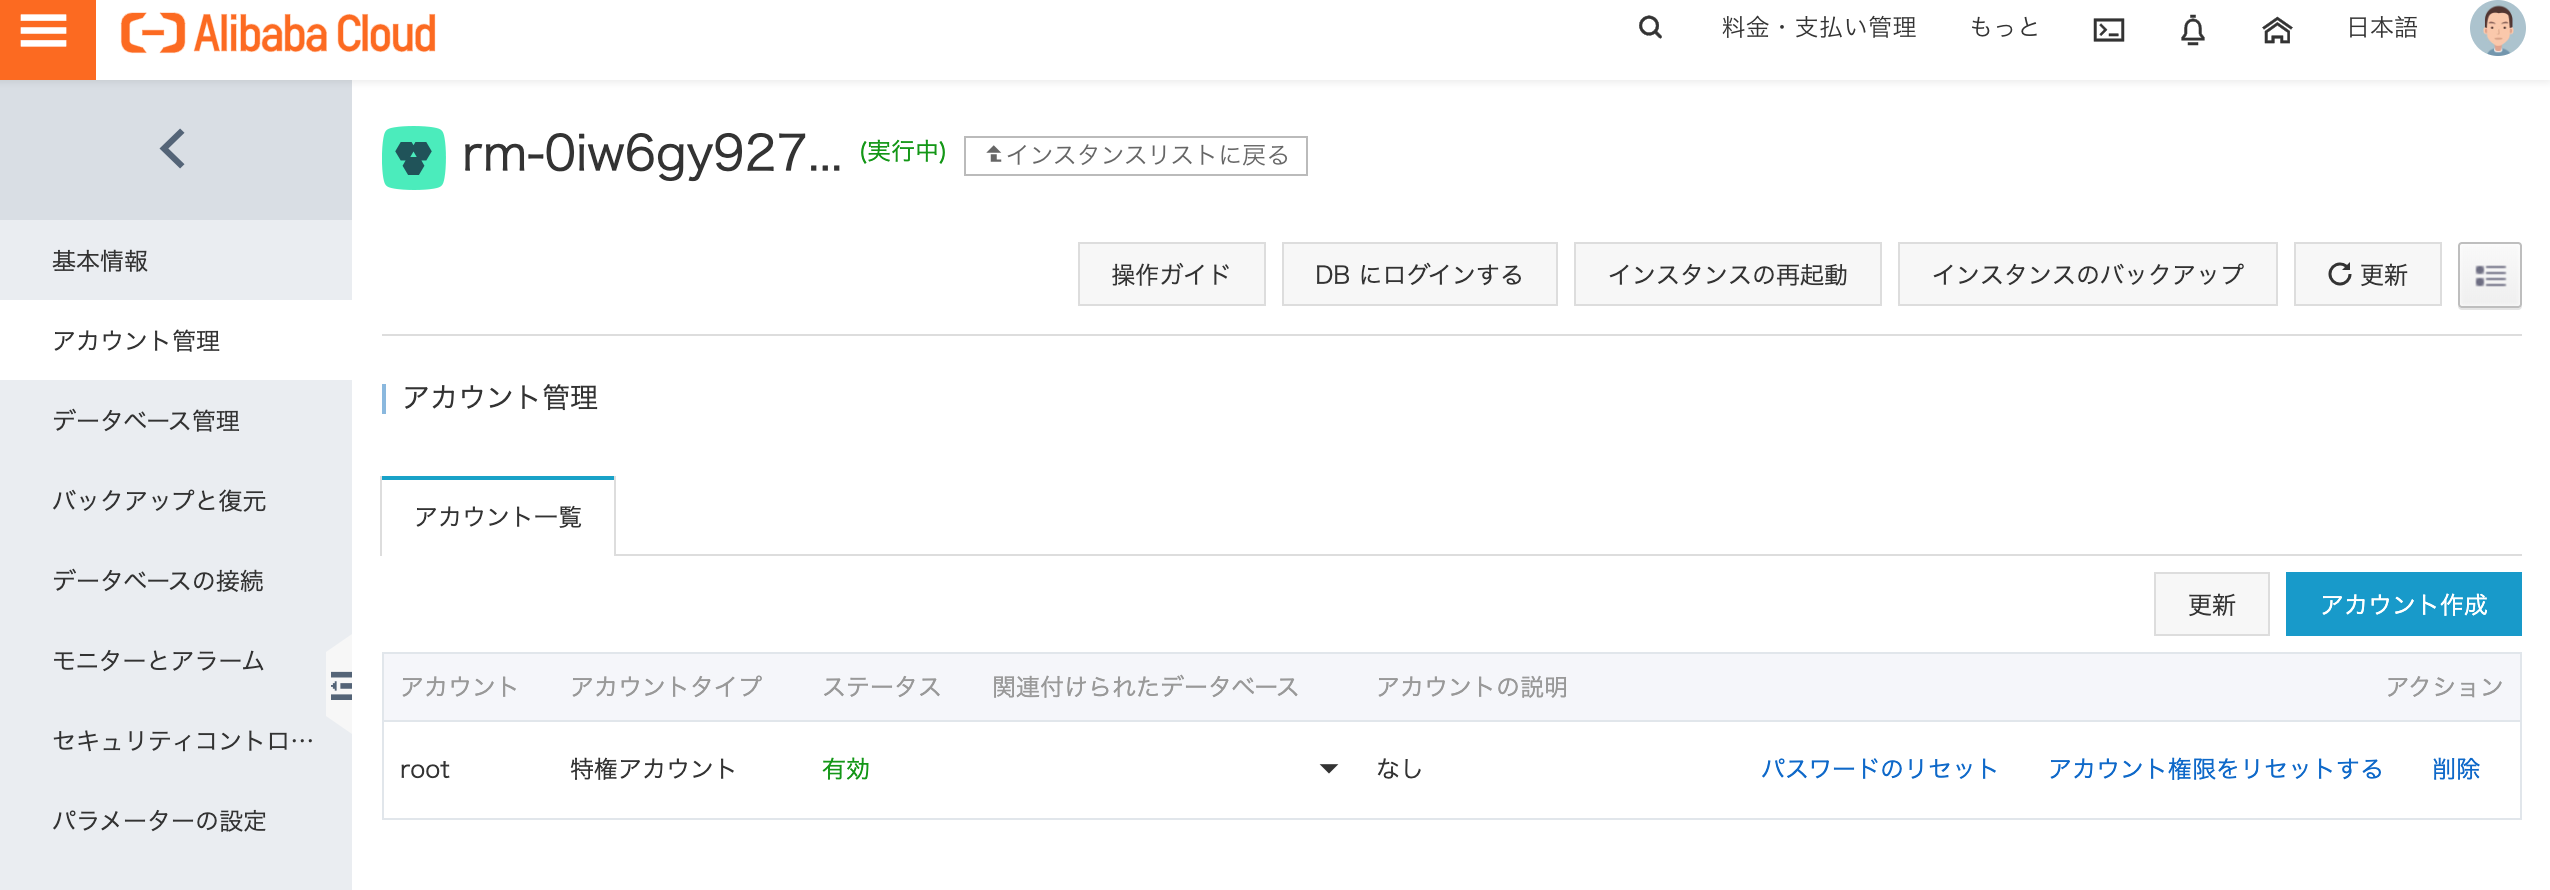 Alibaba Cloud
料金・支払い管理 もっと 日本語
rm-0iw6gy927... (実行中) インスタンスリストに戻る
操作ガイド DB にログインする インスタンスの再起動 インスタンスのバックアップ 更新
基本情報
アカウント管理
データベース管理
バックアップと復元
データベースの接続
モニターとアラーム
セキュリティコントロ…
パラメーターの設定
アカウント管理
アカウント一覧
更新 アカウント作成
アカウント アカウントタイプ ステータス 関連付けられたデータベース アカウントの説明 アクション
root 特権アカウント 有効 なし パスワードのリセット アカウント権限をリセットする 削除